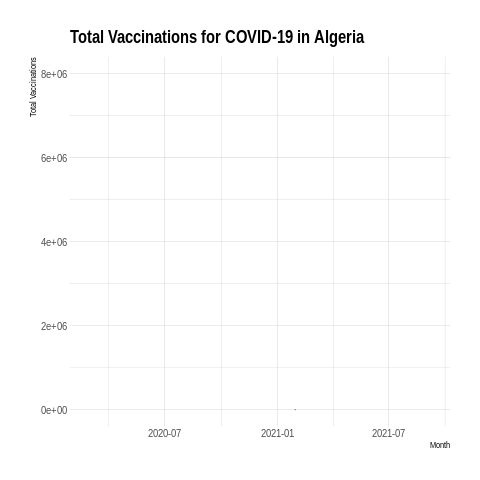 Total Vaccinations for COVID-19 in Algeria
Total Vaccinations
8e+06
6e+06
4e+06
2e+06
0e+00
2020-07 2021-01 2021-07
Month